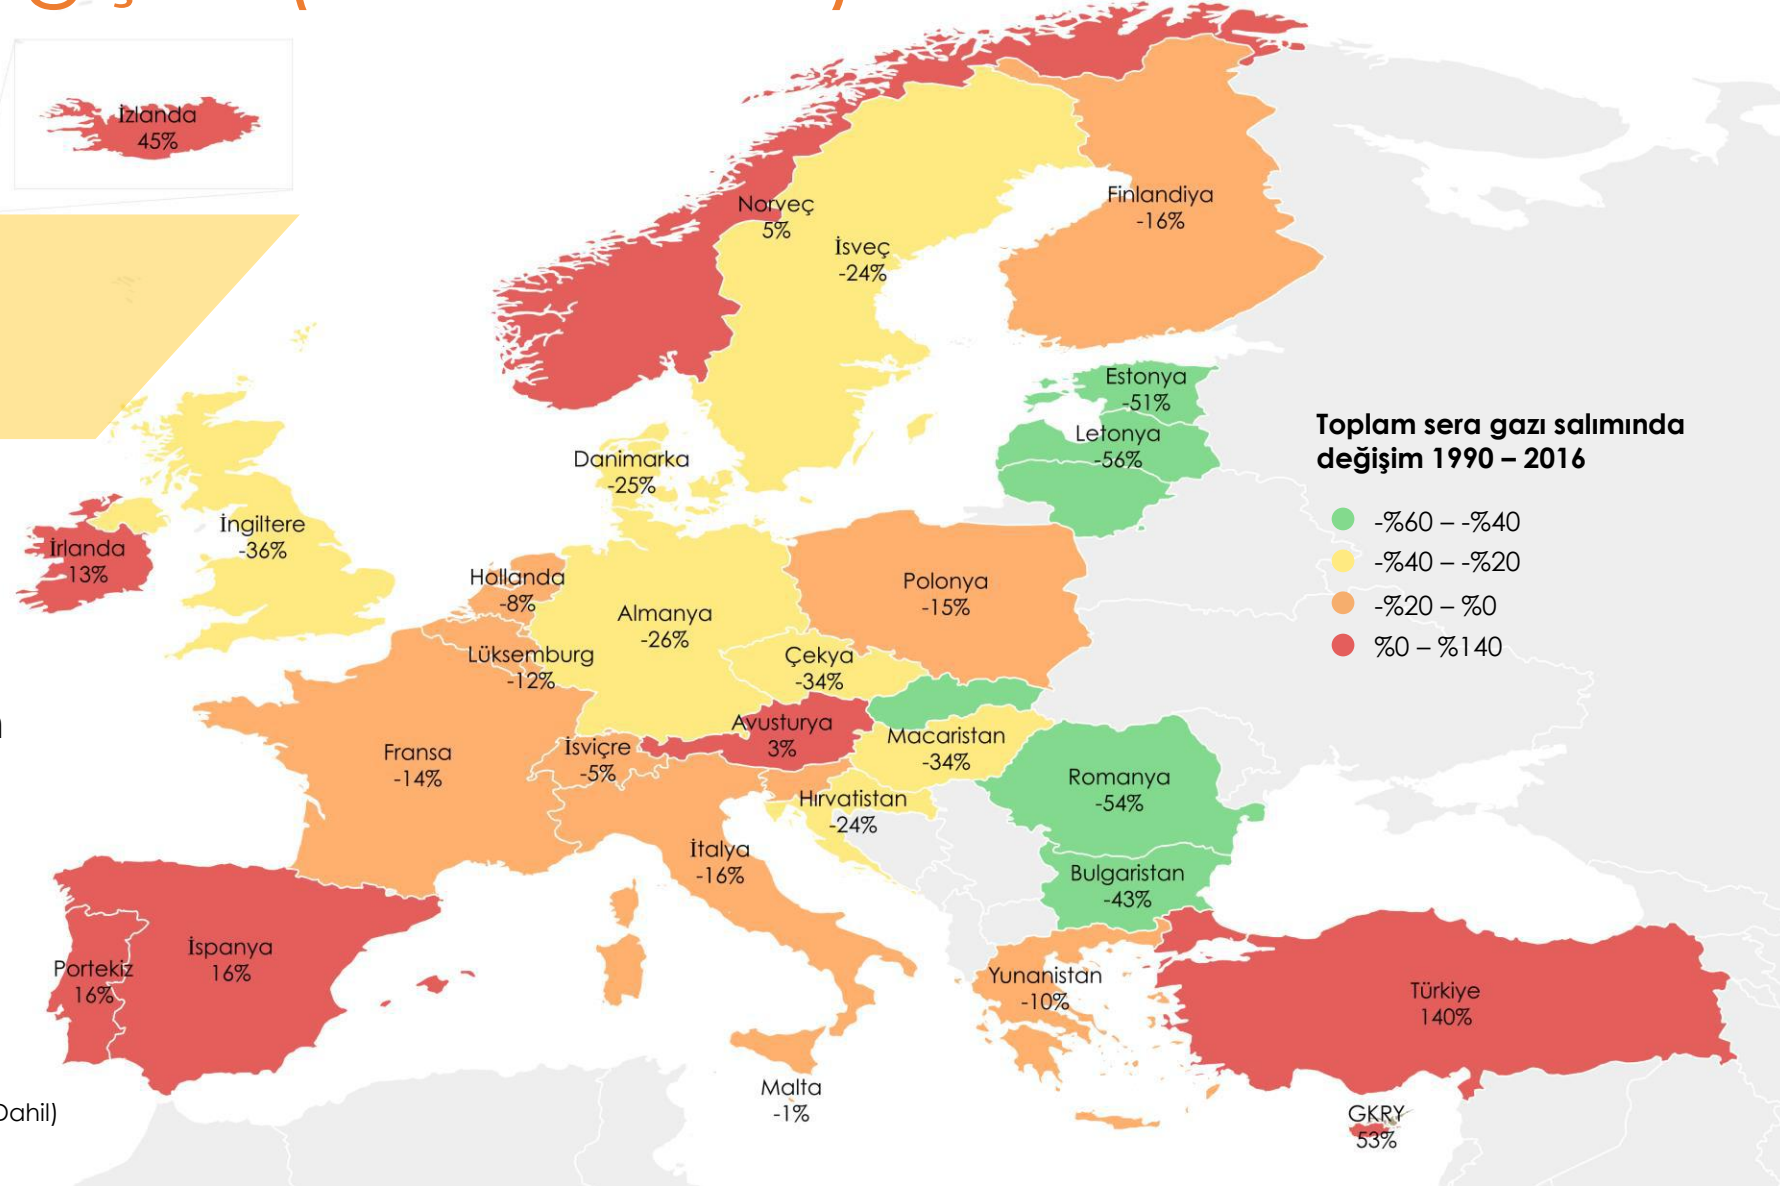 İzlanda
45%
Norveç
5%
İsveç
-24%
Finlandiya
-16%
Estonya
-51%
Letonya
-56%
Danimarka
-25%
İngiltere
-36%
İrlanda
13%
Hollanda
-8%
Almanya
-26%
Polonya
-15%
Lüksemburg
-12%
Çekya
-34%
Avusturya
3%
Macaristan
-34%
Fransa
-14%
İsviçre
-5%
Hırvatistan
-24%
Romanya
-54%
İtalya
-16%
Bulgaristan
-43%
İspanya
16%
Portekiz
16%
Yunanistan
-10%
Türkiye
140%
Malta
-1%
GKRY
53%
Toplam sera gazı salımında
değişim 1990 – 2016
-%60 – -%40
-%40 – -%20
-%20 – %0
%0 – %140
Dahil)